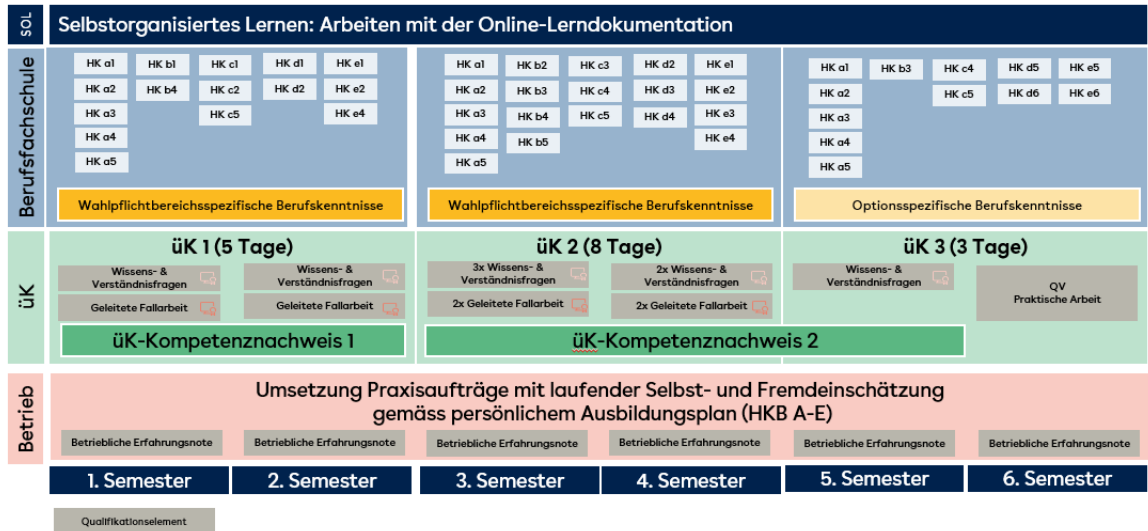 SOL
Selbstorganisiertes Lernen: Arbeiten mit der Online-Lerndokumentation
Berufsfachschule
HK a1 HK b1 HK c1 HK d1 HK e1
HK a2 HK b4 HK c2 HK d2 HK e2
HK a3 HK c5 HK e4
HK a4
HK a5
Wahlpflichtbereichsspezifische Berufskenntnisse
HK a1 HK b2 HK c3 HK d2 HK e1
HK a2 HK b3 HK c4 HK d3 HK e2
HK a3 HK b4 HK c5 HK d4 HK e3
HK a4 HK b5 HK e4
HK a5
Wahlpflichtbereichsspezifische Berufskenntnisse
HK a1 HK b3 HK c4 HK d5 HK e5
HK a2 HK c5 HK d6 HK e6
HK a3
HK a4
HK a5
Optionsspezifische Berufskenntnisse
üK
üK 1 (5 Tage)
Wissens- &
Verständnisfragen
Geleitete Fallarbeit
Wissens- &
Verständnisfragen
Geleitete Fallarbeit
üK-Kompetenznachweis 1
üK 2 (8 Tage)
3x Wissens- &
Verständnisfragen
2x Geleitete Fallarbeit
2x Wissens- &
Verständnisfragen
2x Geleitete Fallarbeit
üK-Kompetenznachweis 2
üK 3 (3 Tage)
Wissens- &
Verständnisfragen
QV
Praktische Arbeit
Betrieb
Umsetzung Praxisaufträge mit laufender Selbst- und Fremdeinschätzung
gemäss persönlichem Ausbildungsplan (HKB A-E)
Betriebliche Erfahrungsnote Betriebliche Erfahrungsnote Betriebliche Erfahrungsnote Betriebliche Erfahrungsnote Betriebliche Erfahrungsnote Betriebliche Erfahrungsnote
1. Semester 2. Semester 3. Semester 4. Semester 5. Semester 6. Semester
Qualifikationselement